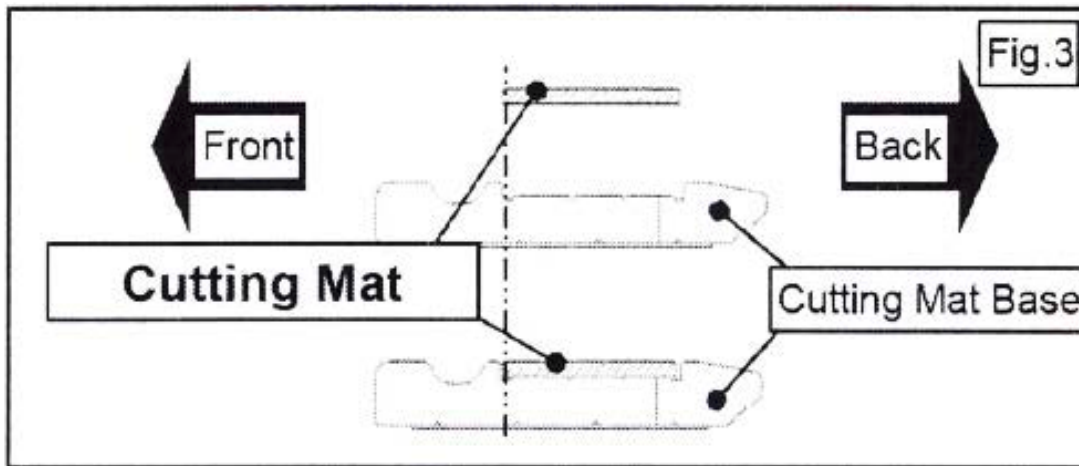 Fig.3
Front
Back
Cutting Mat
Cutting Mat Base